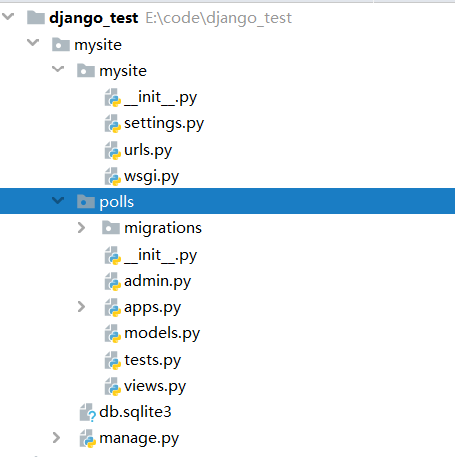 django_test E:\code\django_test
mysite
mysite
__init__.py
settings.py
urls.py
wsgi.py
polls
migrations
__init__.py
admin.py
apps.py
models.py
tests.py
views.py
db.sqlite3
manage.py